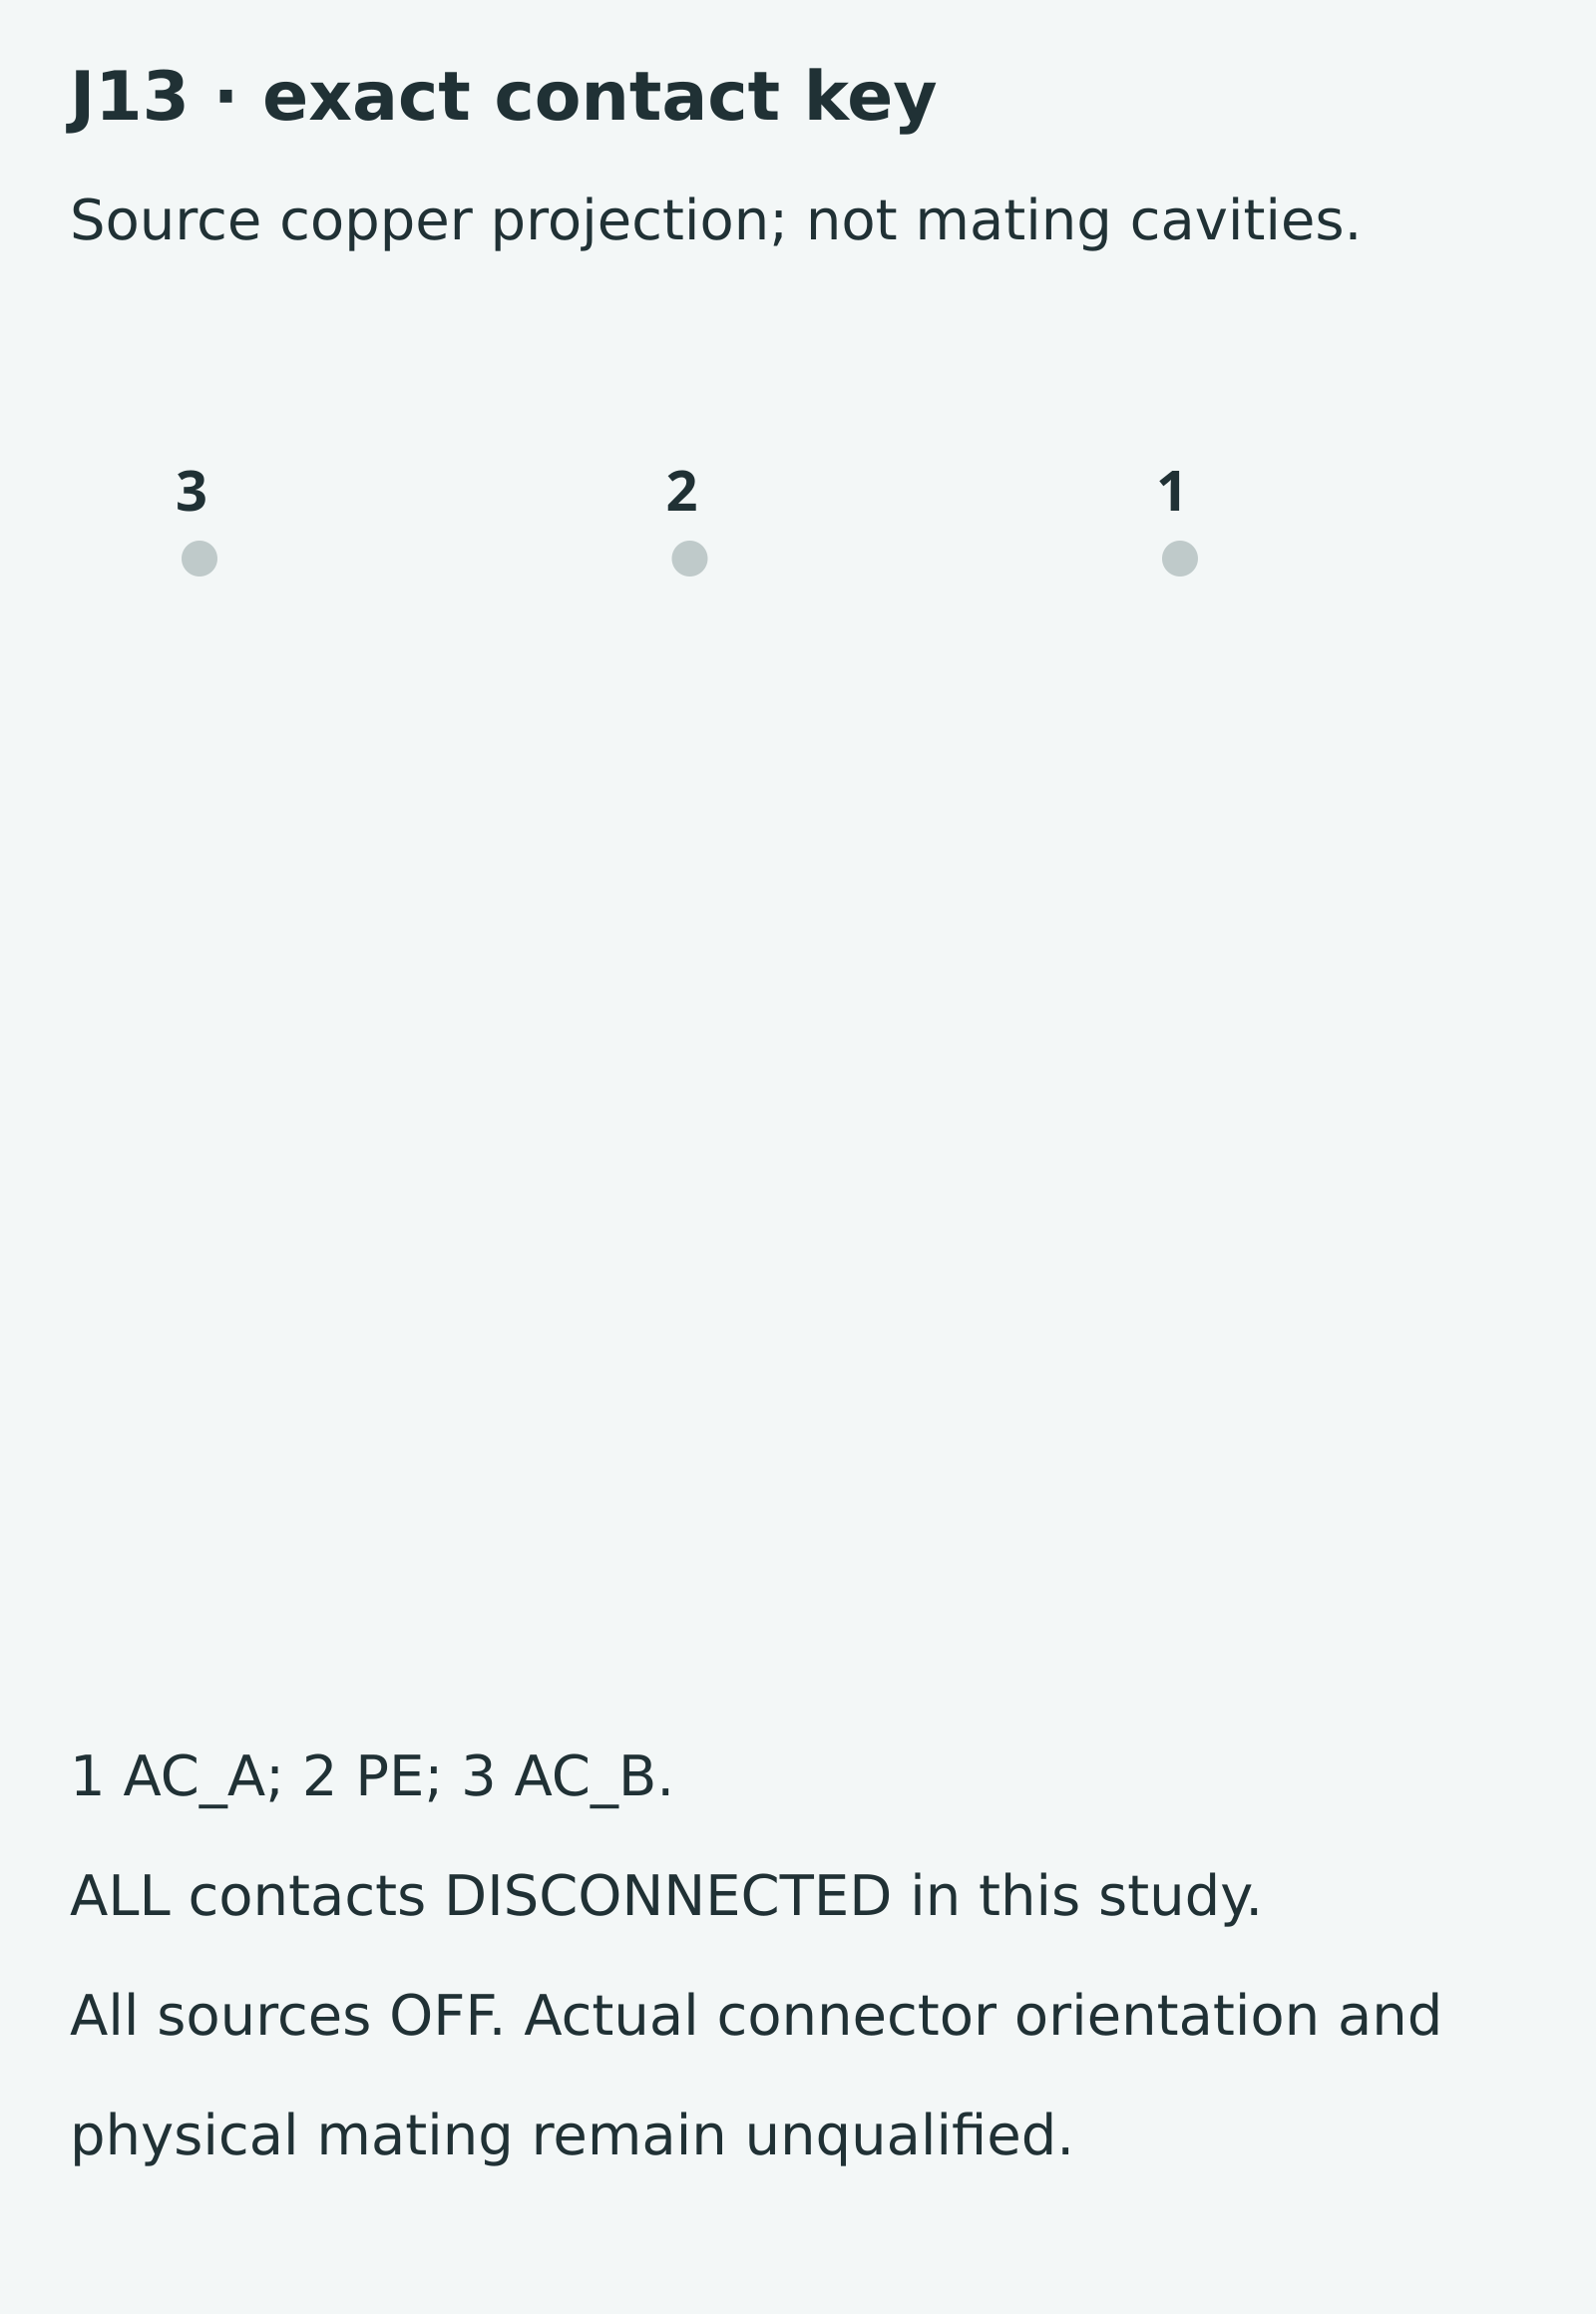 J13 · exact contact key
Source copper projection; not mating cavities.
3 2 1
1 AC_A; 2 PE; 3 AC_B.
ALL contacts DISCONNECTED in this study.
All sources OFF. Actual connector orientation and
physical mating remain unqualified.